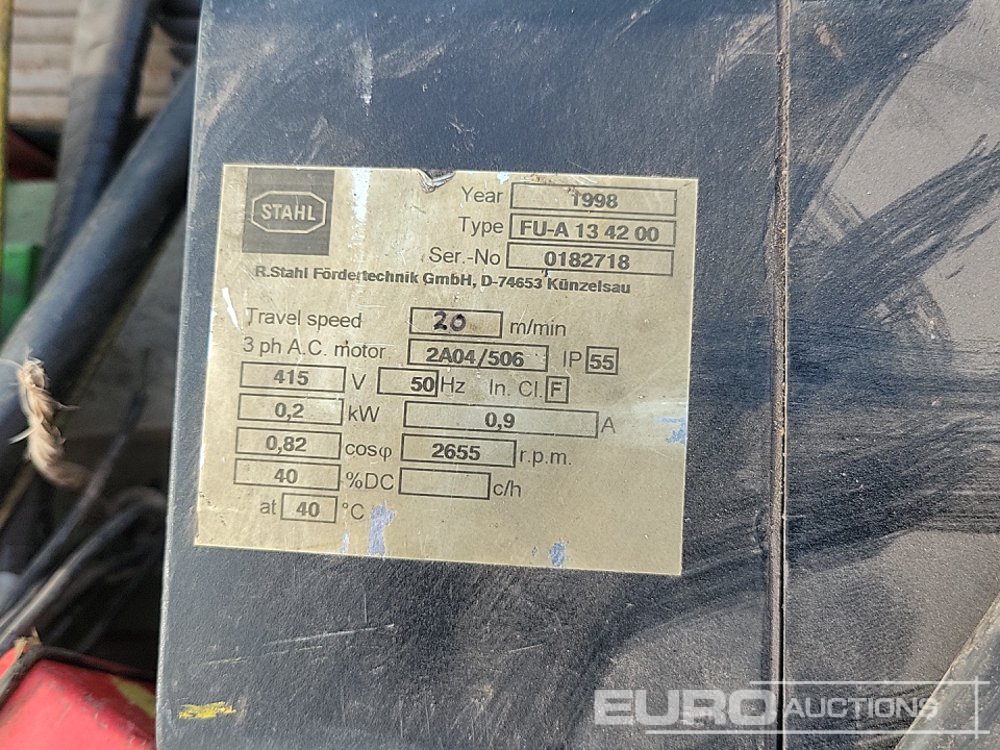 STAHL
Year 1998
Type FU-A 13 42 00
Ser.-No 0182718
R.Stahl Fördertechnik GmbH, D-74653 Künzelsau
Travel speed 20 m/min
3 ph A.C. motor 2A04/506 IP 55
415 V 50 Hz In. Cl. F
0,2 kW 0,9 A
0,82 cosφ 2655 r.p.m.
40 %DC c/h
at 40 °C
EURO AUCTIONS